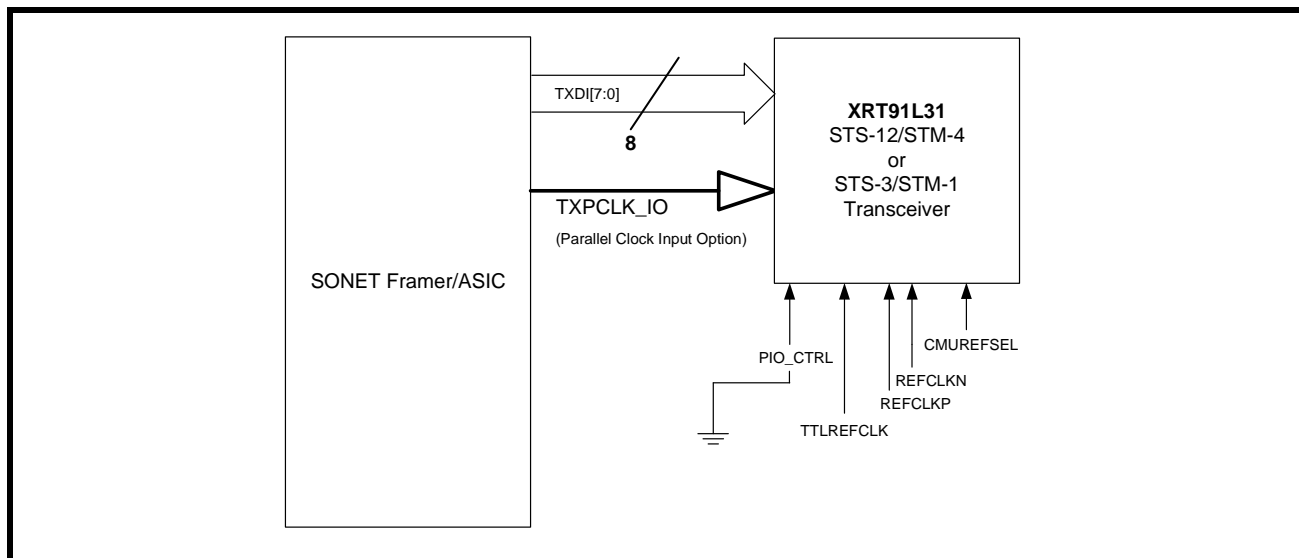 TXDI[7:0]
8
TXPCLK_IO
(Parallel Clock Input Option)
SONET Framer/ASIC
XRT91L31
STS-12/STM-4
or
STS-3/STM-1
Transceiver
PIO_CTRL
CMUREFSEL
REFCLKN
REFCLKP
TTLREFCLK